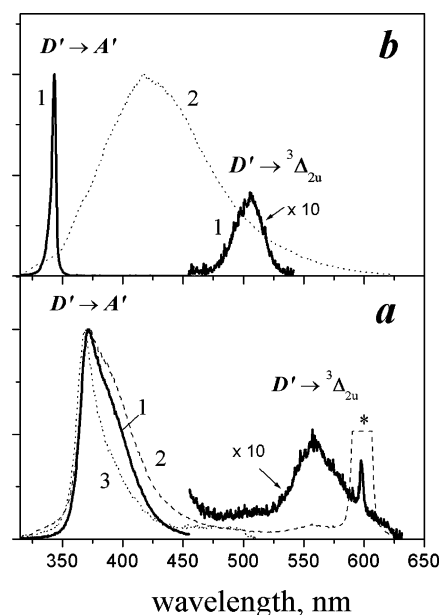 D′ → A′
b
1
2
D′ → ³Δ₂ᵤ
x 10
1
D′ → A′
a
D′ → ³Δ₂ᵤ
*
1
2
x 10
3
350 400 450 500 550 600 650
wavelength, nm